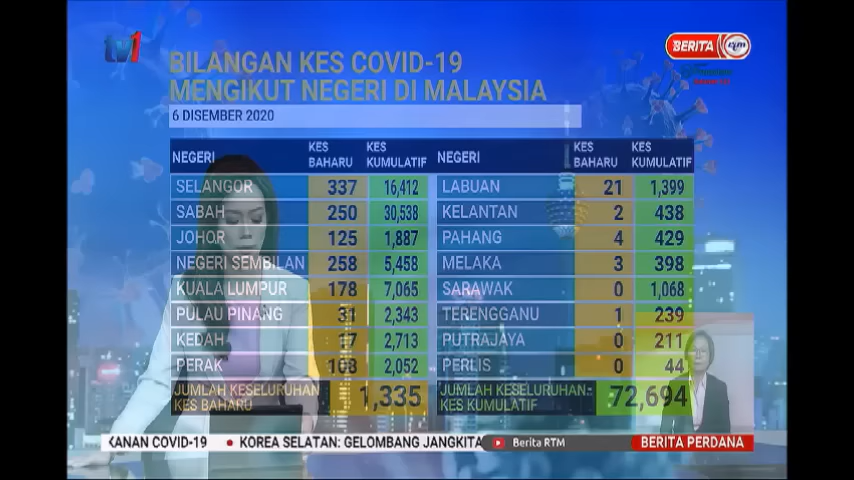 tv1
BERITA rtm
BILANGAN KES COVID-19
MENGIKUT NEGERI DI MALAYSIA
6 DISEMBER 2020
NEGERI KES BAHARU KES KUMULATIF NEGERI KES BAHARU KES KUMULATIF
SELANGOR 337 16,412 LABUAN 21 1,399
SABAH 250 30,538 KELANTAN 2 438
JOHOR 125 1,887 PAHANG 4 429
NEGERI SEMBILAN 258 5,458 MELAKA 3 398
KUALA LUMPUR 178 7,065 SARAWAK 0 1,068
PULAU PINANG 31 2,343 TERENGGANU 1 239
KEDAH 17 2,713 PUTRAJAYA 0 211
PERAK 108 2,052 PERLIS 0 44
JUMLAH KESELURUHAN KES BAHARU 1,335 JUMLAH KESELURUHAN KES KUMULATIF 72,694
KANAN COVID-19 • KOREA SELATAN: GELOMBANG JANGKITA Berita RTM BERITA PERDANA